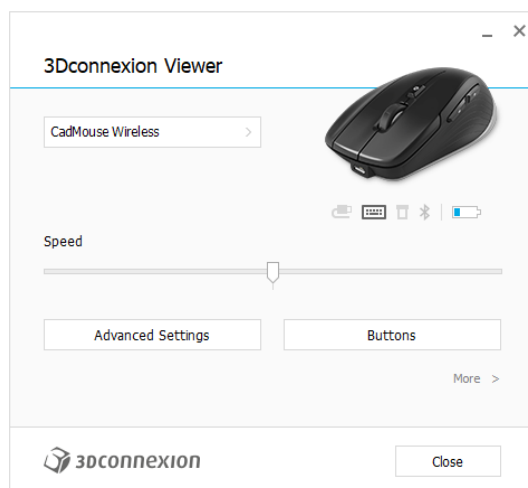 3Dconnexion Viewer
CadMouse Wireless
Speed
Advanced Settings
Buttons
More >
3Dconnexion
Close